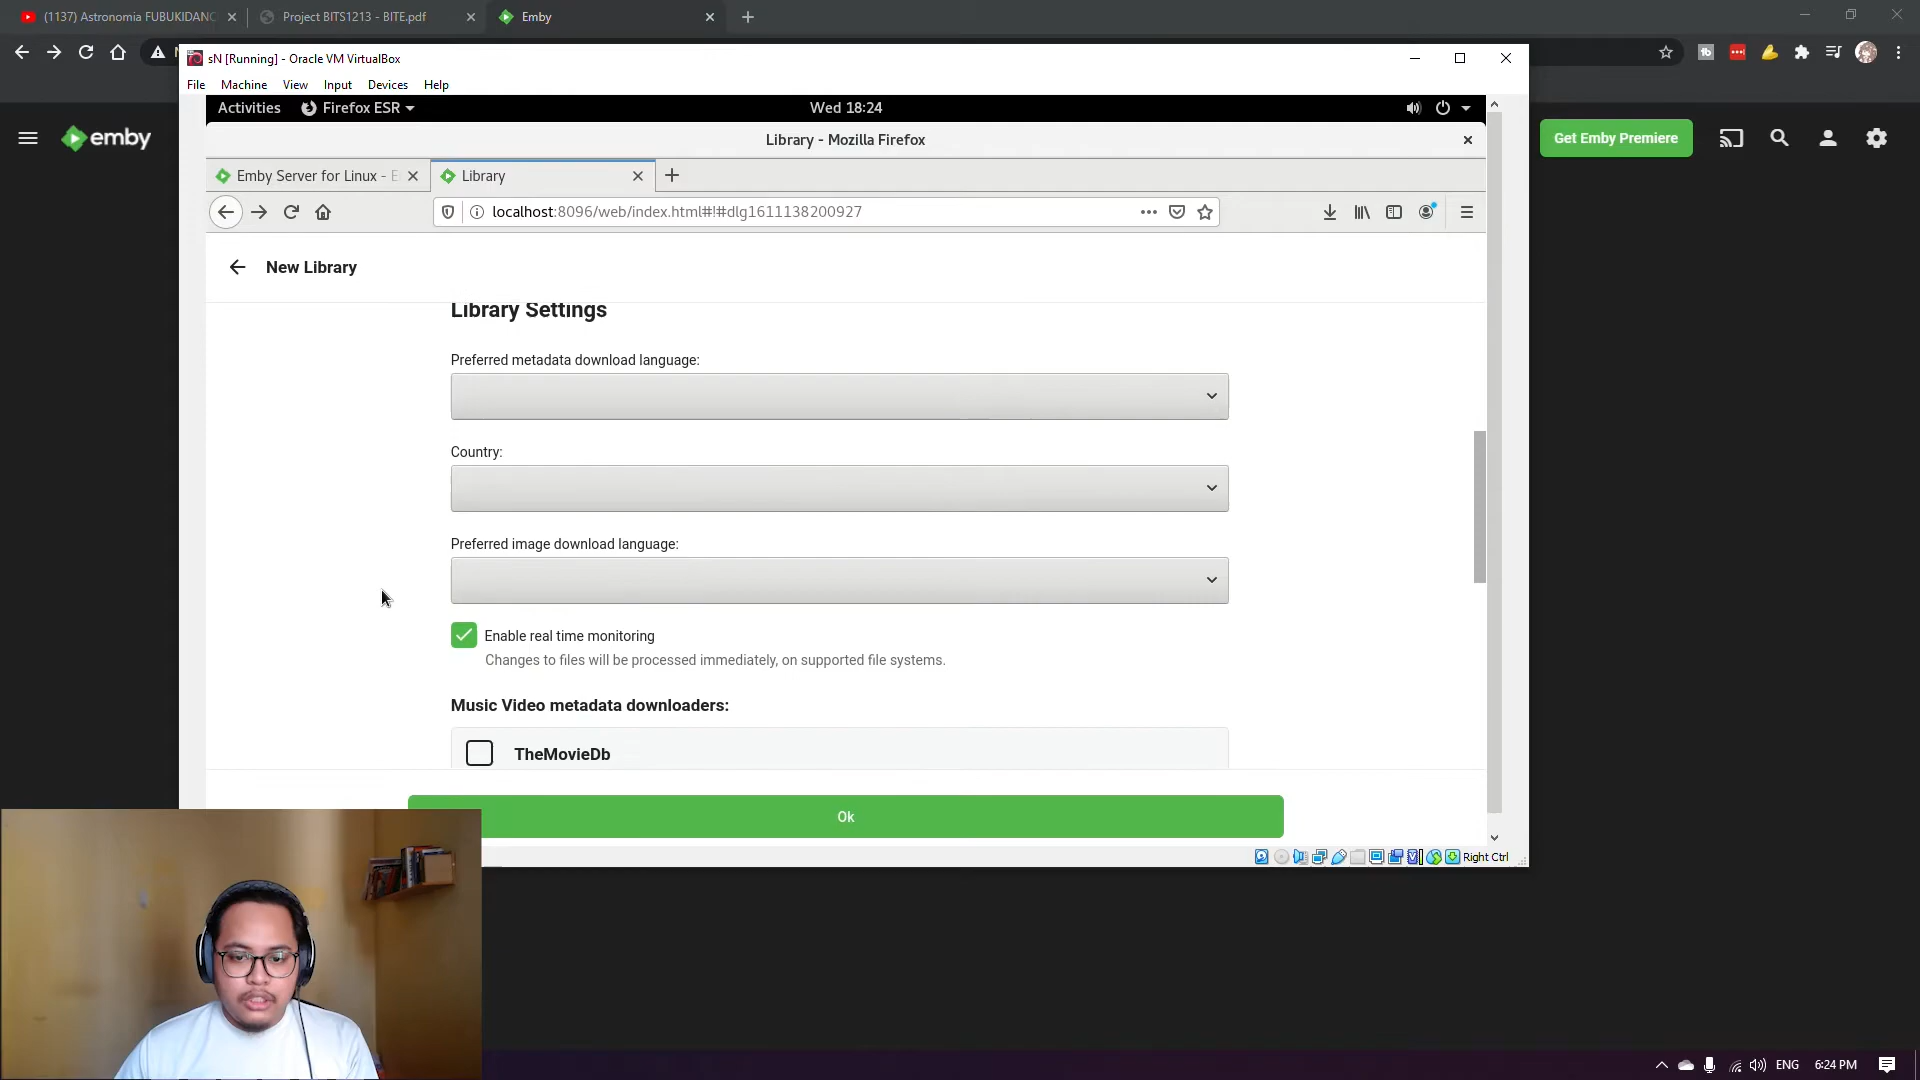 (1137) Astronomia FUBUKIDANC
Project BITS1213 - BITE.pdf
Emby
sN [Running] - Oracle VM VirtualBox
File Machine View Input Devices Help
Activities Firefox ESR Wed 18:24
Library - Mozilla Firefox
emby
Get Emby Premiere
Emby Server for Linux - E
Library
localhost:8096/web/index.html#!#dlg1611138200927
New Library
Library Settings
Preferred metadata download language:
Country:
Preferred image download language:
Enable real time monitoring
Changes to files will be processed immediately, on supported file systems.
Music Video metadata downloaders:
TheMovieDb
Ok
Right Ctrl
ENG 6:24 PM